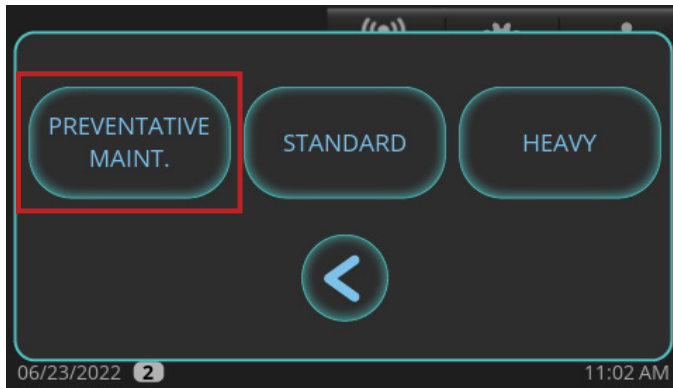 PREVENTATIVE
MAINT.
STANDARD
HEAVY
06/23/2022 2
11:02 AM